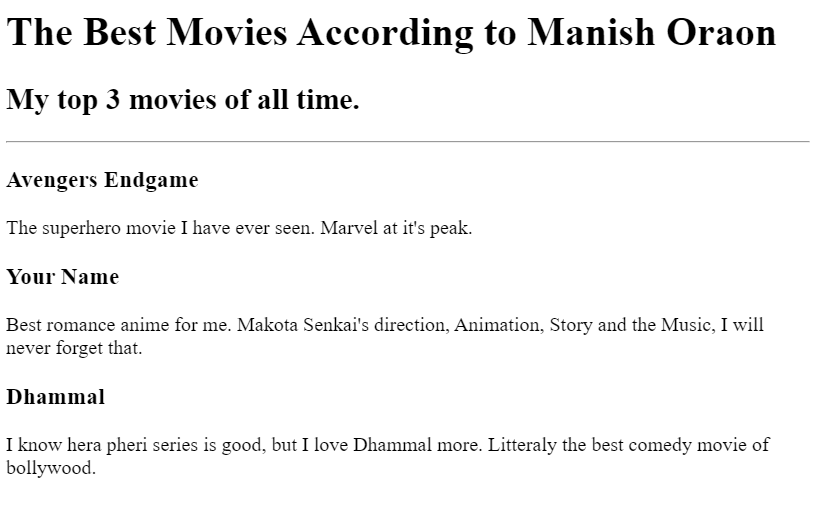 The Best Movies According to Manish Oraon
My top 3 movies of all time.
Avengers Endgame
The superhero movie I have ever seen. Marvel at it's peak.
Your Name
Best romance anime for me. Makota Senkai's direction, Animation, Story and the Music, I will
never forget that.
Dhammal
I know hera pheri series is good, but I love Dhammal more. Litteraly the best comedy movie of
bollywood.